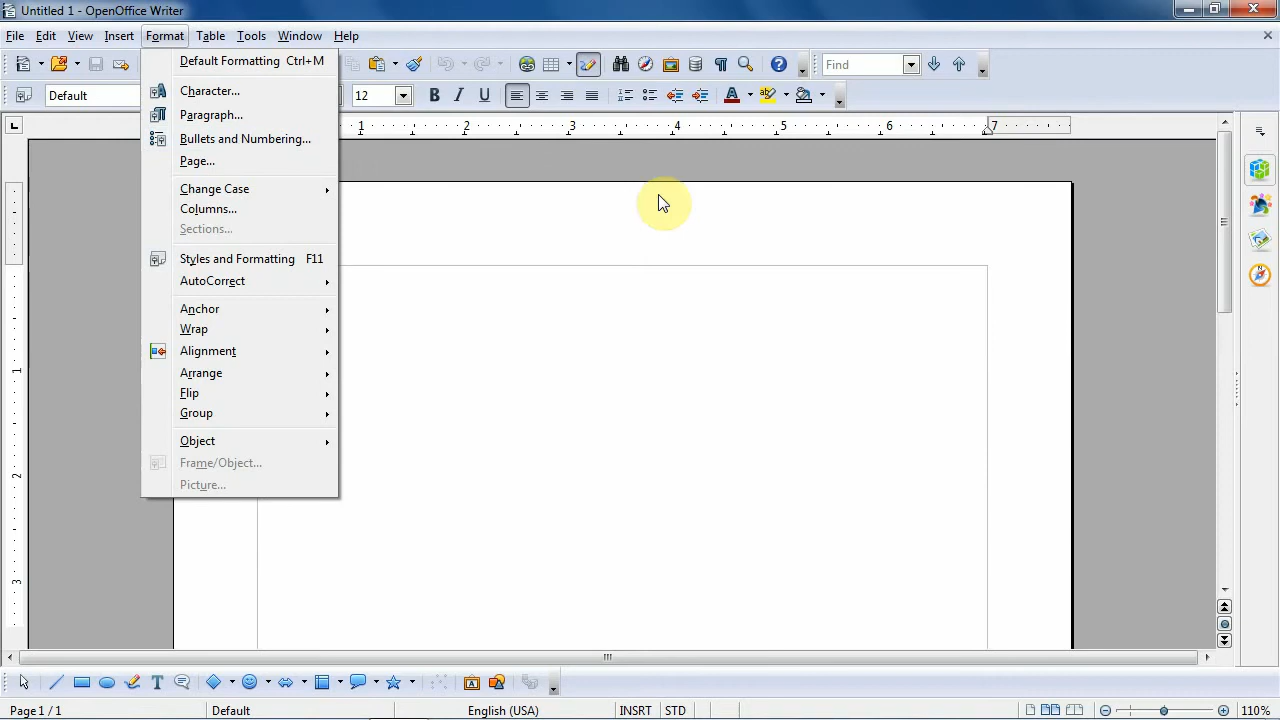 Untitled 1 - OpenOffice Writer
File Edit View Insert Format Table Tools Window Help
Find
Default 12
Default Formatting Ctrl+M
Character...
Paragraph...
Bullets and Numbering...
Page...
Change Case
Columns...
Sections...
Styles and Formatting F11
AutoCorrect
Anchor
Wrap
Alignment
Arrange
Flip
Group
Object
Frame/Object...
Picture...
1 2 3 4 5 6 7
1
2
3
Page 1 / 1 Default English (USA) INSRT STD 110%